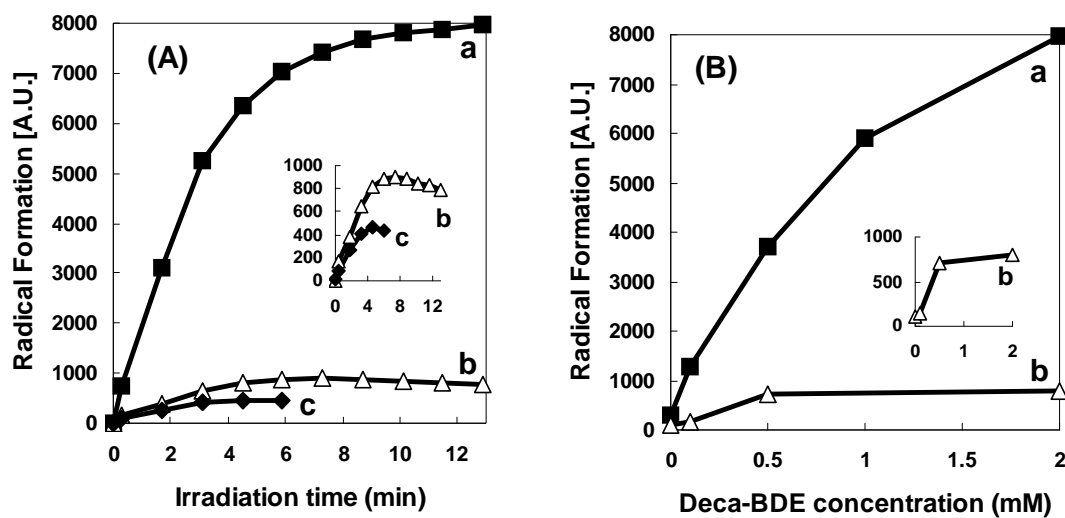 (A)
Radical Formation [A.U.]
8000
7000
6000
5000
4000
3000
2000
1000
0
0 2 4 6 8 10 12
Irradiation time (min)
a
b
c
1000
800
600
400
200
0
0 4 8 12
b
c
(B)
Radical Formation [A.U.]
8000
7000
6000
5000
4000
3000
2000
1000
0
0 0.5 1 1.5 2
Deca-BDE concentration (mM)
a
b
1000
500
0
0 1 2
b